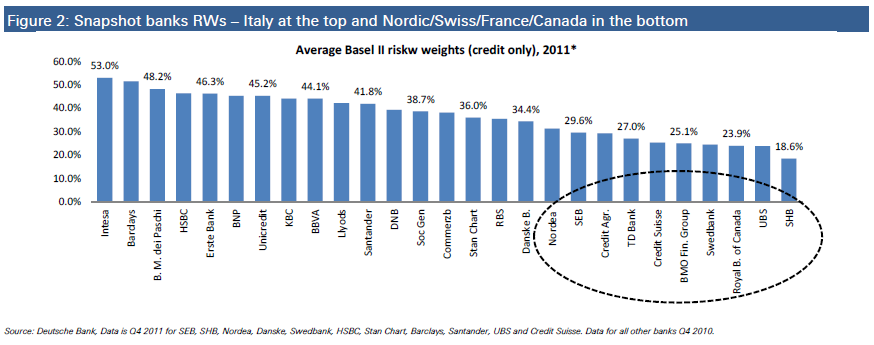 Figure 2: Snapshot banks RWs – Italy at the top and Nordic/Swiss/France/Canada in the bottom
Average Basel II riskw weights (credit only), 2011*
60.0%
50.0%
40.0%
30.0%
20.0%
10.0%
0.0%
53.0%
48.2%
46.3%
45.2%
44.1%
41.8%
38.7%
36.0%
34.4%
29.6%
27.0%
25.1%
23.9%
18.6%
Intesa
Barclays
B. M. dei Paschi
HSBC
Erste Bank
BNP
Unicredit
KBC
BBVA
Llyods
Santander
DNB
Soc Gen
Commerzb
Stan Chart
RBS
Danske B.
Nordea
SEB
Credit Agr.
TD Bank
Credit Suisse
BMO Fin. Group
Swedbank
Royal B. of Canada
UBS
SHB
Source: Deutsche Bank, Data is Q4 2011 for SEB, SHB, Nordea, Danske, Swedbank, HSBC, Stan Chart, Barclays, Santander, UBS and Credit Suisse. Data for all other banks Q4 2010.